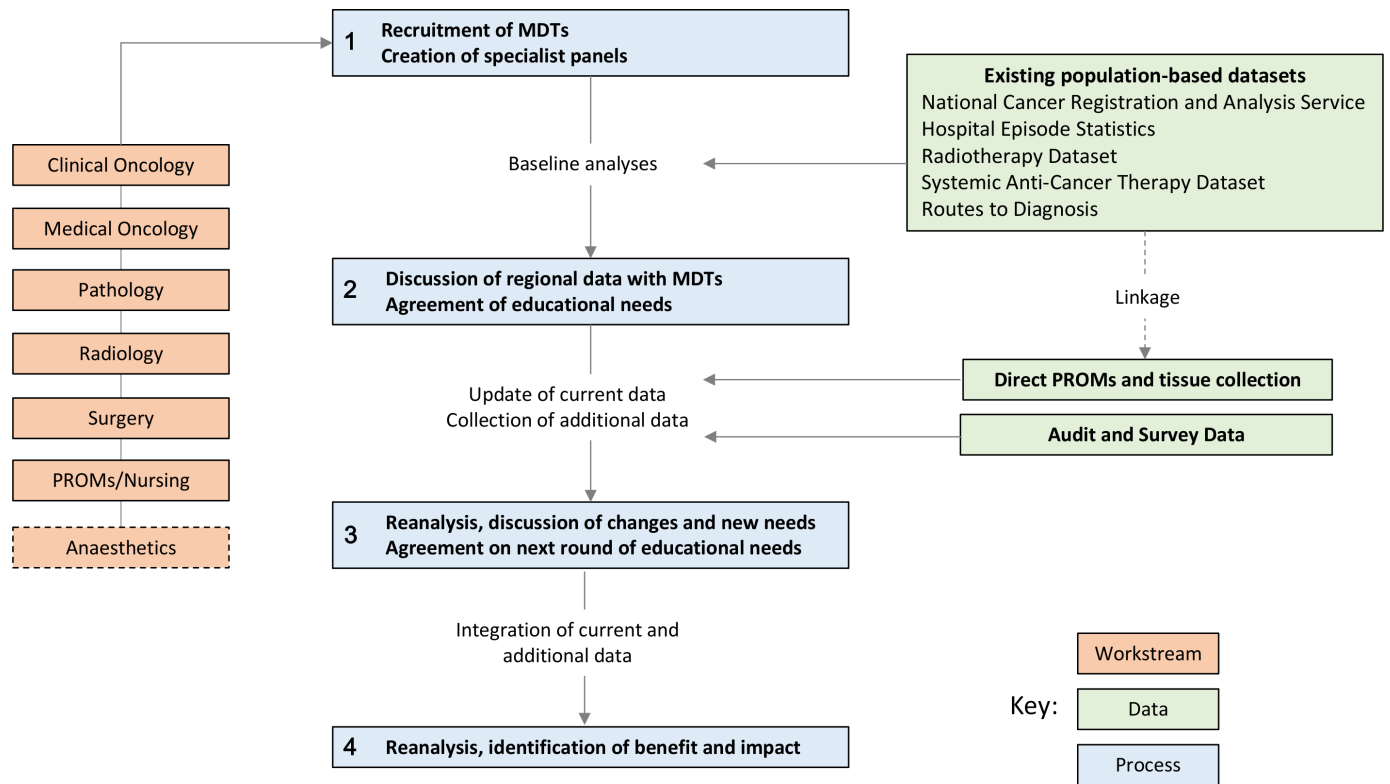 1
Recruitment of MDTs
Creation of specialist panels
Existing population-based datasets
National Cancer Registration and Analysis Service
Hospital Episode Statistics
Radiotherapy Dataset
Systemic Anti-Cancer Therapy Dataset
Routes to Diagnosis
Clinical Oncology
Medical Oncology
Pathology
Radiology
Surgery
PROMs/Nursing
Anaesthetics
Baseline analyses
2
Discussion of regional data with MDTs
Agreement of educational needs
Linkage
Update of current data
Collection of additional data
Direct PROMs and tissue collection
Audit and Survey Data
3
Reanalysis, discussion of changes and new needs
Agreement on next round of educational needs
Integration of current and
additional data
4
Reanalysis, identification of benefit and impact
Key:
Workstream
Data
Process